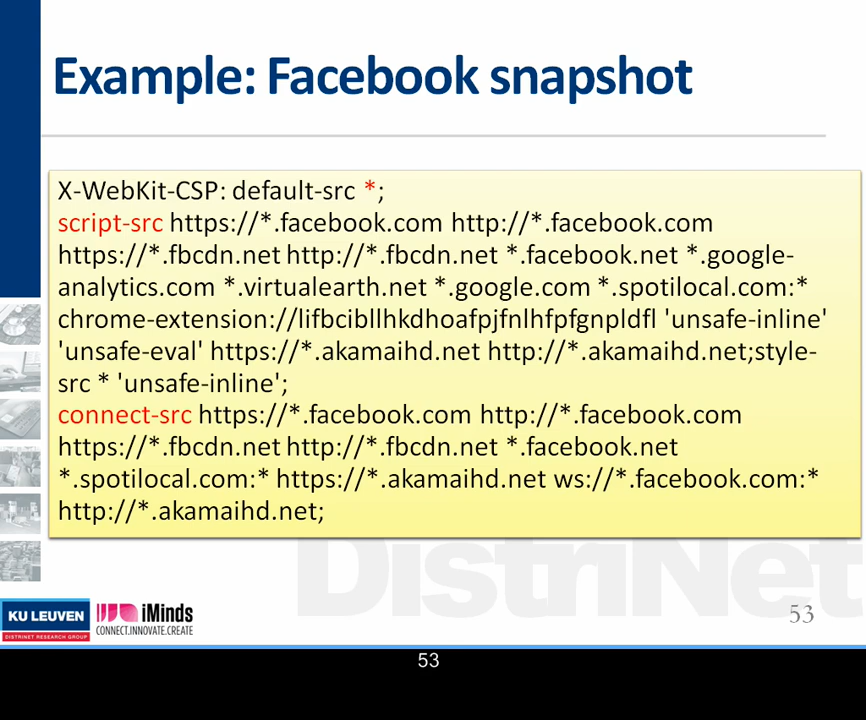 Example: Facebook snapshot
X-WebKit-CSP: default-src *;
script-src https://*.facebook.com http://*.facebook.com
https://*.fbcdn.net http://*.fbcdn.net *.facebook.net *.google-
analytics.com *.virtualearth.net *.google.com *.spotilocal.com:*
chrome-extension://lifbcibllhkdhoafpjfnlhfpfgnpldfl 'unsafe-inline'
'unsafe-eval' https://*.akamaihd.net http://*.akamaihd.net;style-
src * 'unsafe-inline';
connect-src https://*.facebook.com http://*.facebook.com
https://*.fbcdn.net http://*.fbcdn.net *.facebook.net
*.spotilocal.com:* https://*.akamaihd.net ws://*.facebook.com:*
http://*.akamaihd.net;
DistriNet
KU LEUVEN
DISTRINET RESEARCH GROUP
iMinds
CONNECT.INNOVATE.CREATE
53
53